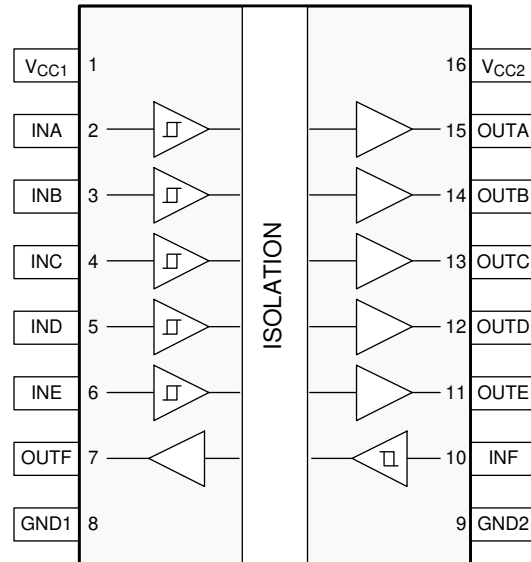 VCC1 1 16 VCC2
INA 2 15 OUTA
INB 3 14 OUTB
INC 4 13 OUTC
IND 5 12 OUTD
INE 6 11 OUTE
OUTF 7 10 INF
GND1 8 9 GND2
ISOLATION